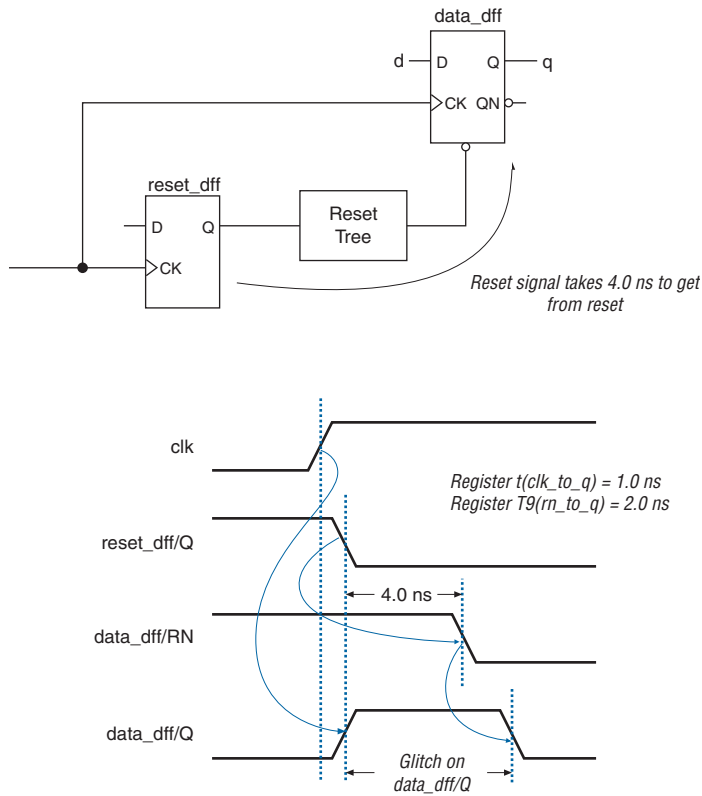 data_dff
d
D
Q
q
CK
QN
reset_dff
D
Q
CK
Reset
Tree
Reset signal takes 4.0 ns to get
from reset
clk
Register t(clk_to_q) = 1.0 ns
Register T9(rn_to_q) = 2.0 ns
reset_dff/Q
4.0 ns
data_dff/RN
data_dff/Q
Glitch on
data_dff/Q